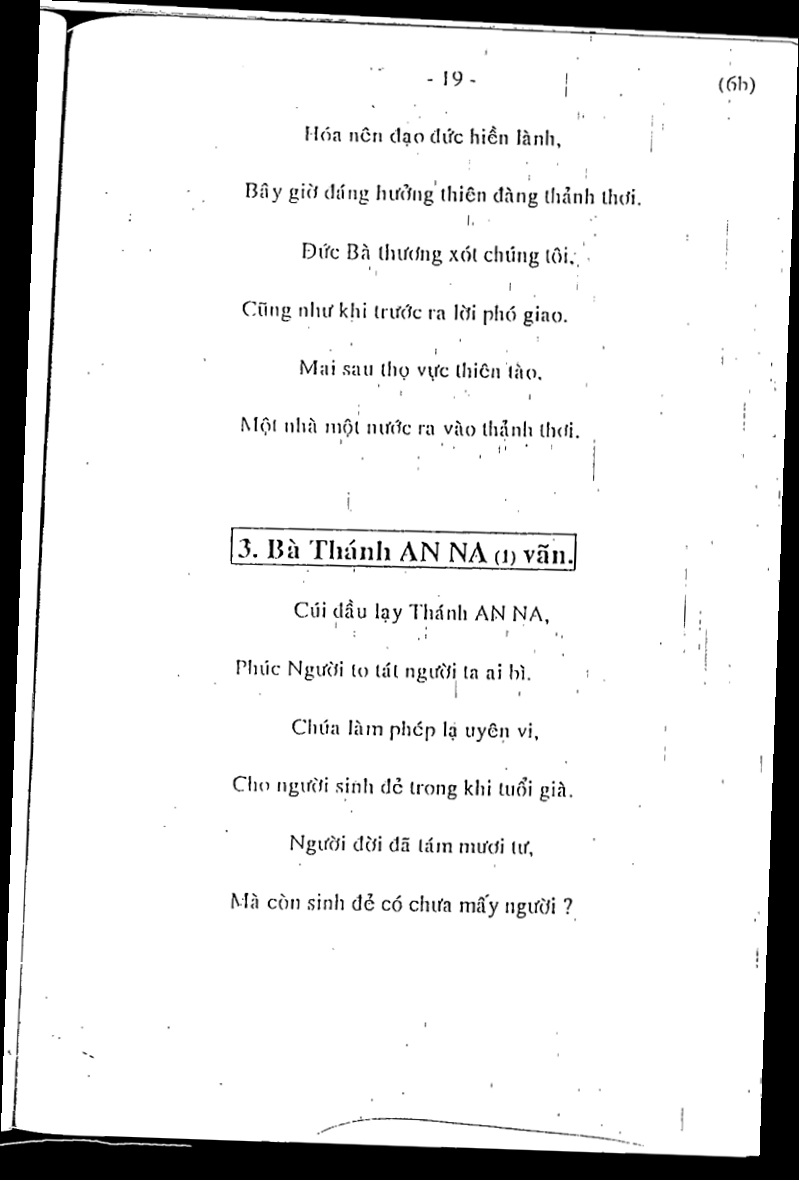 - 19 -
(6b)
Hóa nên đạo đức hiền lành,
Bây giờ đáng hưởng thiên đàng thảnh thơi.
Đức Bà thương xót chúng tôi,
Cũng như khi trước ra lời phó giao.
Mai sau thọ vực thiên tào,
Một nhà một nước ra vào thảnh thơi.
3. Bà Thánh AN NA (1) vãn.
Cúi đầu lạy Thánh AN NA,
Phúc Người to tát người ta ai bì.
Chúa làm phép lạ uyên vi,
Cho người sinh đẻ trong khi tuổi già.
Người đời đã tám mươi tư,
Mà còn sinh đẻ có chưa mấy người ?